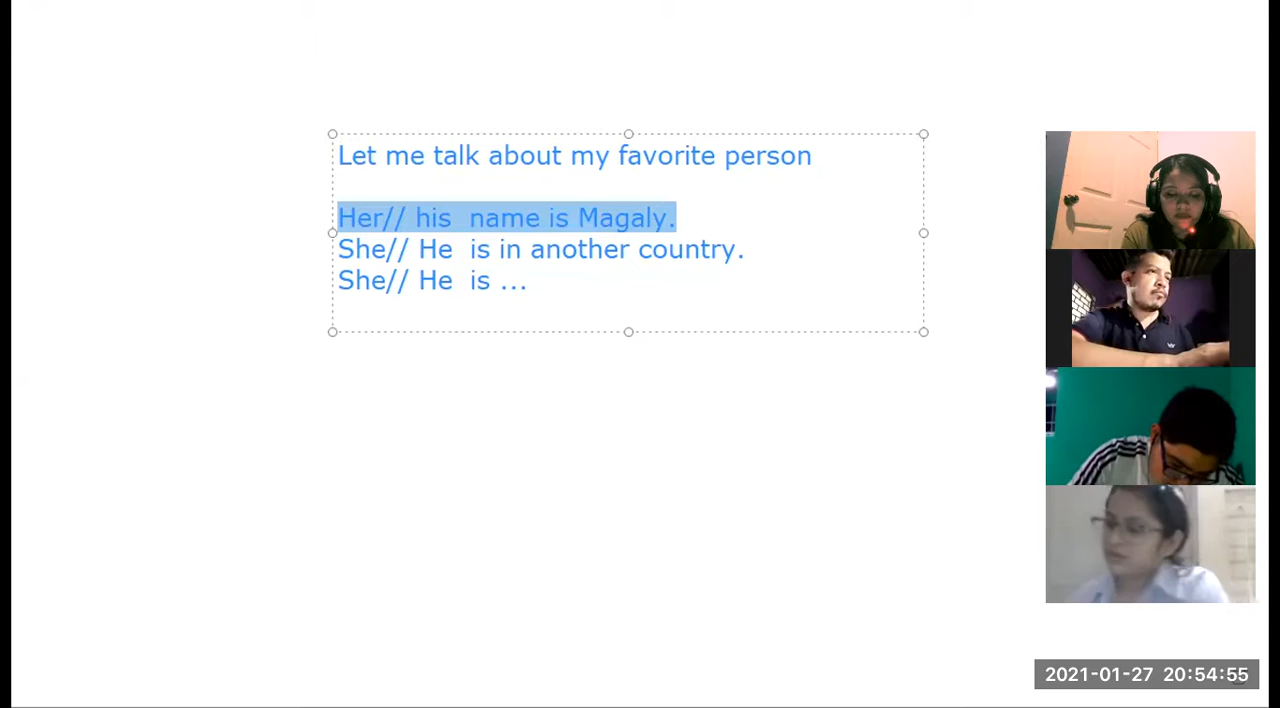 Let me talk about my favorite person
Her// his  name is Magaly.
She// He  is in another country.
She// He  is ...
2021-01-27  20:54:55